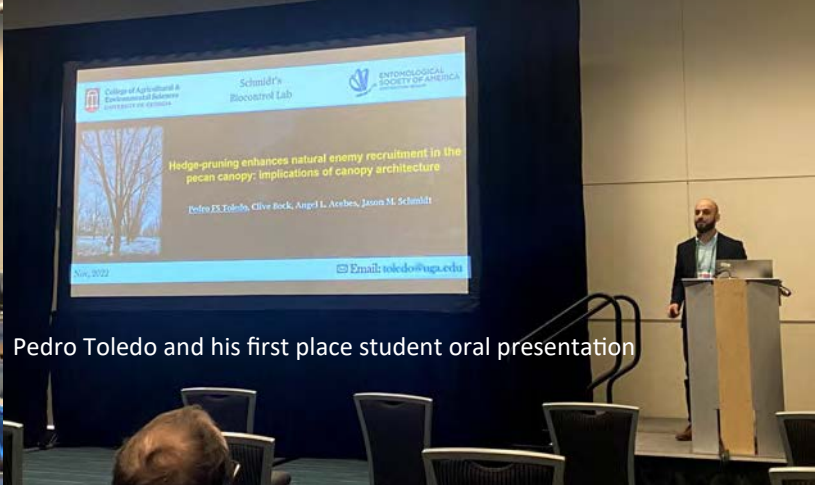 College of Agricultural &
Environmental Sciences
UNIVERSITY OF GEORGIA
Schmidt's
Biocontrol Lab
ENTOMOLOGICAL
SOCIETY OF AMERICA
Hedge-pruning enhances natural enemy recruitment in the
pecan canopy: implications of canopy architecture
Pedro FS Toledo, Clive Bock, Angel L. Acebes, Jason M. Schmidt
Nov, 2022
Email: toledo@uga.edu
Pedro Toledo and his first place student oral presentation